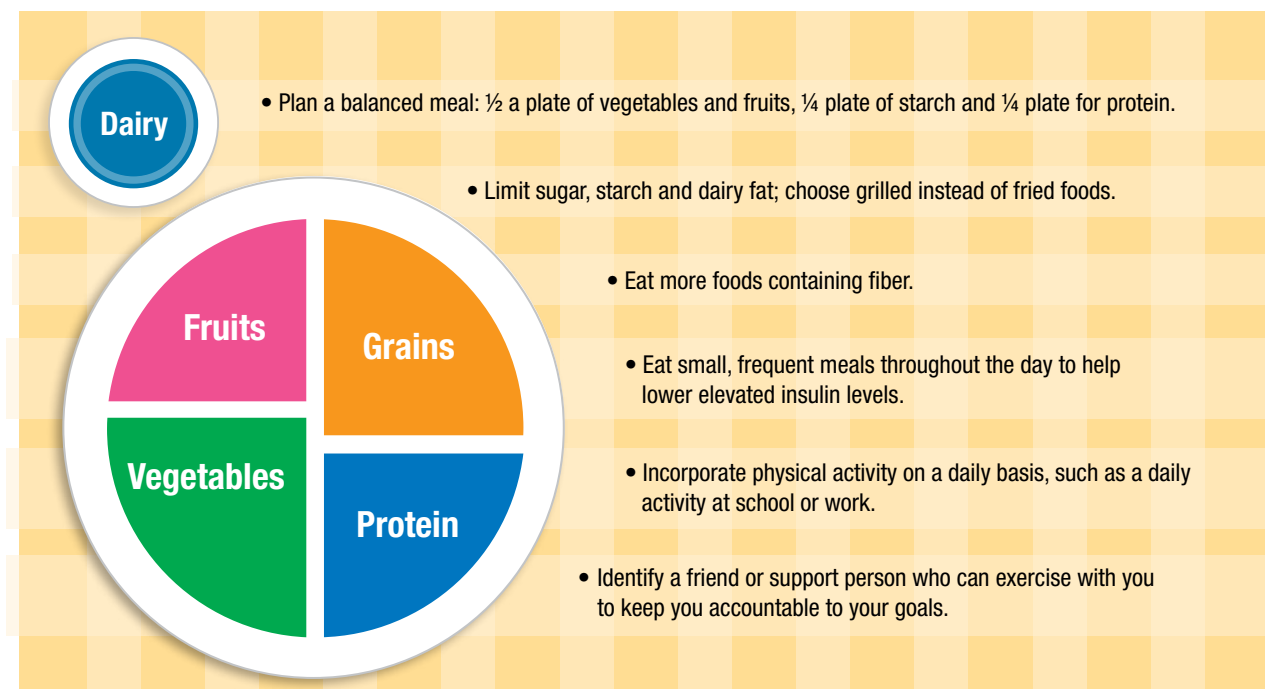 Dairy
• Plan a balanced meal: ½ a plate of vegetables and fruits, ¼ plate of starch and ¼ plate for protein.
• Limit sugar, starch and dairy fat; choose grilled instead of fried foods.
• Eat more foods containing fiber.
Fruits
Grains
• Eat small, frequent meals throughout the day to help
lower elevated insulin levels.
Vegetables
• Incorporate physical activity on a daily basis, such as a daily
activity at school or work.
Protein
• Identify a friend or support person who can exercise with you
to keep you accountable to your goals.